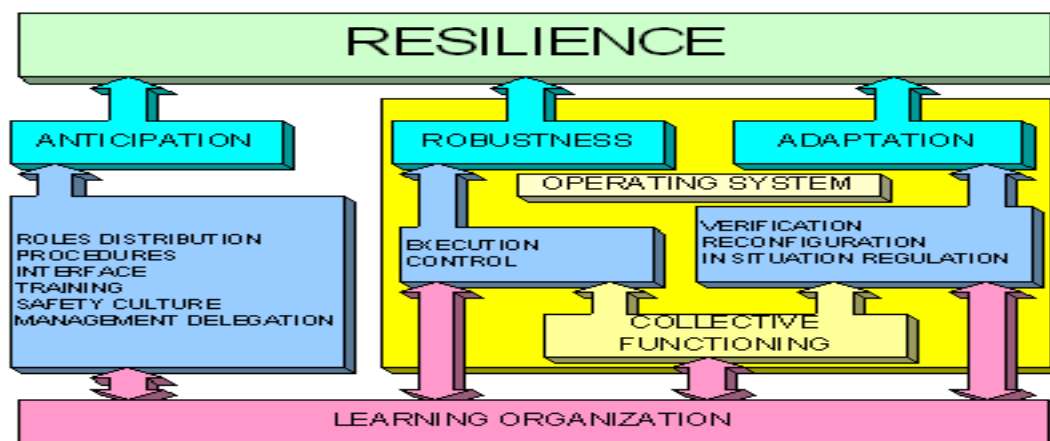 RESILIENCE
ANTICIPATION
ROBUSTNESS
ADAPTATION
OPERATING SYSTEM
ROLES DISTRIBUTION
PROCEDURES
INTERFACE
TRAINING
SAFETY CULTURE
MANAGEMENT DELEGATION
EXECUTION
CONTROL
VERIFICATION
RECONFIGURATION
IN SITUATION REGULATION
COLLECTIVE
FUNCTIONING
LEARNING ORGANIZATION